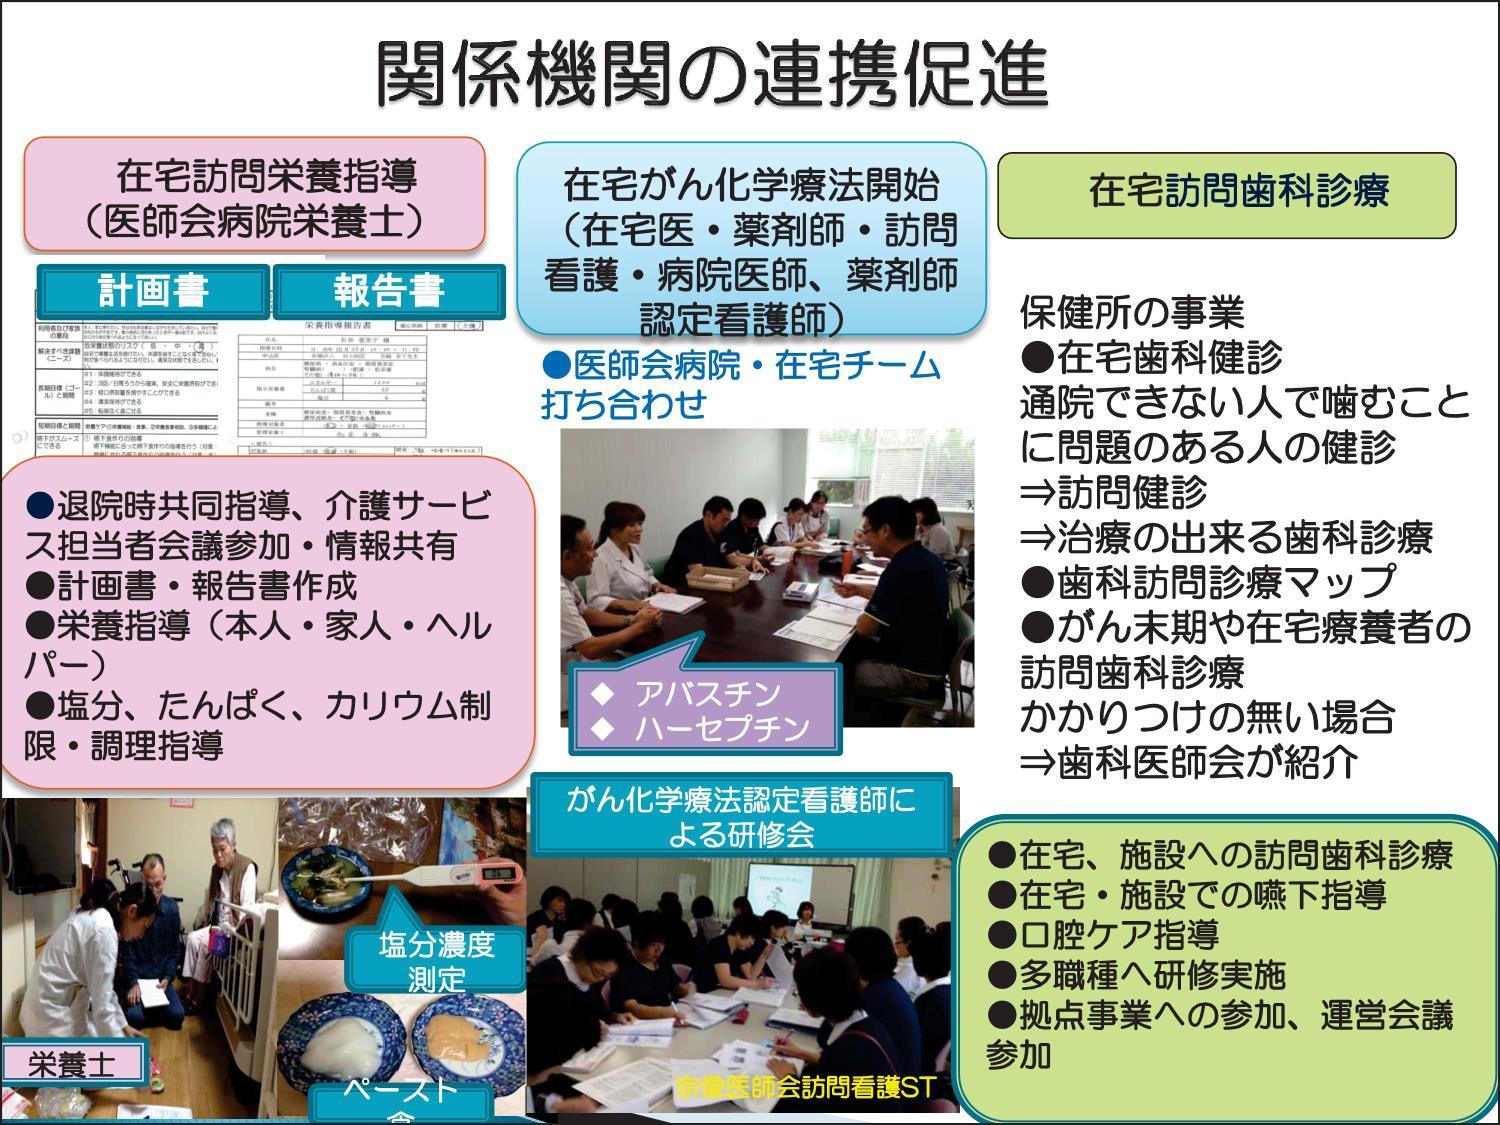 関係機関の連携促進
在宅訪問栄養指導
（医師会病院栄養士）
計画書
報告書
栄養指導報告書
●退院時共同指導、介護サービ
ス担当者会議参加・情報共有
●計画書・報告書作成
●栄養指導（本人・家人・ヘル
パー）
●塩分、たんぱく、カリウム制
限・調理指導
栄養士
塩分濃度
測定
ペースト
食
在宅がん化学療法開始
（在宅医・薬剤師・訪問
看護・病院医師、薬剤師
認定看護師）
●医師会病院・在宅チーム
打ち合わせ
◆ アバスチン
◆ ハーセプチン
がん化学療法認定看護師に
よる研修会
宗像医師会訪問看護ST
在宅訪問歯科診療
保健所の事業
●在宅歯科健診
通院できない人で噛むこと
に問題のある人の健診
⇒訪問健診
⇒治療の出来る歯科診療
●歯科訪問診療マップ
●がん末期や在宅療養者の
訪問歯科診療
かかりつけの無い場合
⇒歯科医師会が紹介
●在宅、施設への訪問歯科診療
●在宅・施設での嚥下指導
●口腔ケア指導
●多職種へ研修実施
●拠点事業への参加、運営会議
参加